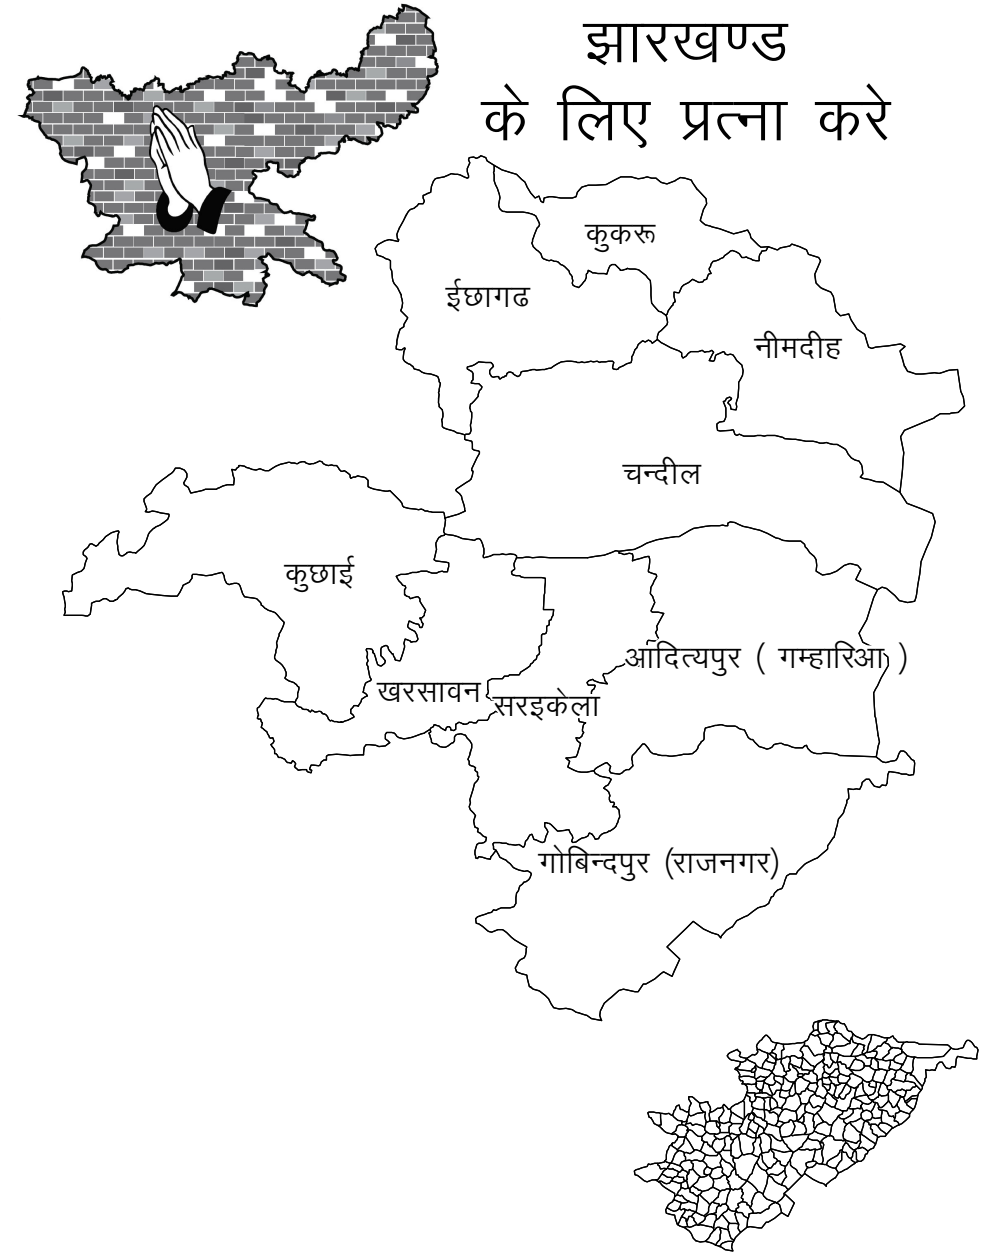 झारखण्ड
के लिए प्रत्ना करे
कुकरू
ईछागढ
नीमदीह
चन्दील
कुछाई
आदित्यपुर ( गम्हारिआ )
खरसावन
सरइकेला
गोबिन्दपुर (राजनगर)